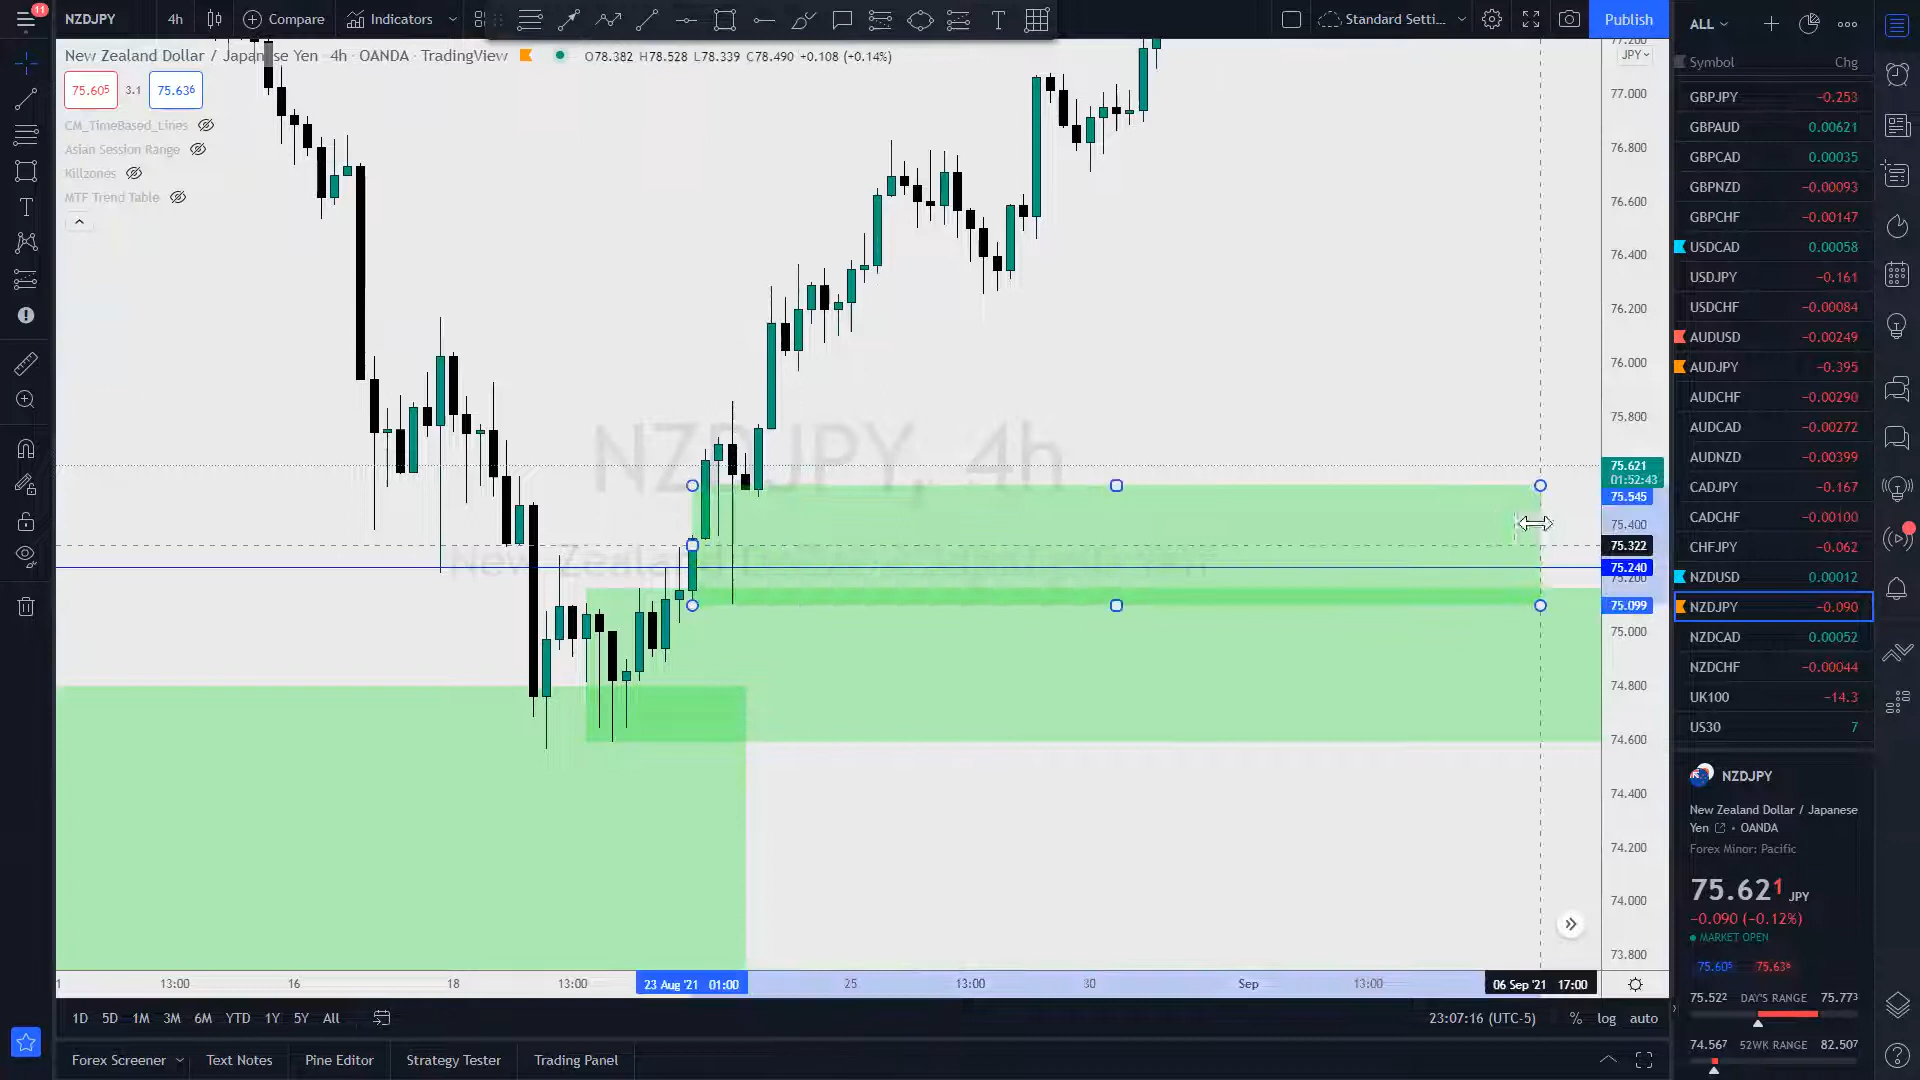 11
NZDJPY
4h
Compare
Indicators
Standard Setti...
Publish
New Zealand Dollar / Japanese Yen · 4h · OANDA · TradingView
O78.382 H78.528 L78.339 C78.490 +0.108 (+0.14%)
75.605
3.1
75.636
CM_TimeBased_Lines
Asian Session Range
Killzones
MTF Trend Table
NZDJPY, 4h
New Zealand Dollar / Japanese Yen
JPY
77.200
77.000
76.800
76.600
76.400
76.200
76.000
75.800
75.621
01:52:43
75.545
75.400
75.322
75.240
75.200
75.099
75.000
74.800
74.600
74.400
74.200
74.000
73.800
1
13:00
16
18
13:00
23 Aug '21 01:00
25
13:00
30
Sep
13:00
06 Sep '21 17:00
1D 5D 1M 3M 6M YTD 1Y 5Y All
23:07:16 (UTC-5)
% log auto
Forex Screener
Text Notes
Pine Editor
Strategy Tester
Trading Panel
ALL
Symbol Chg
GBPJPY −0.253
GBPAUD 0.00621
GBPCAD 0.00035
GBPNZD −0.00093
GBPCHF −0.00147
USDCAD 0.00058
USDJPY −0.161
USDCHF −0.00084
AUDUSD −0.00249
AUDJPY −0.395
AUDCHF −0.00290
AUDCAD −0.00272
AUDNZD −0.00399
CADJPY −0.167
CADCHF −0.00100
CHFJPY −0.062
NZDUSD 0.00012
NZDJPY −0.090
NZDCAD 0.00052
NZDCHF −0.00044
UK100 −14.3
US30 7
NZDJPY
New Zealand Dollar / Japanese
Yen · OANDA
Forex Minor: Pacific
75.621 JPY
−0.090 (−0.12%)
MARKET OPEN
75.605 75.636
75.522 DAY'S RANGE 75.773
74.567 52WK RANGE 82.507